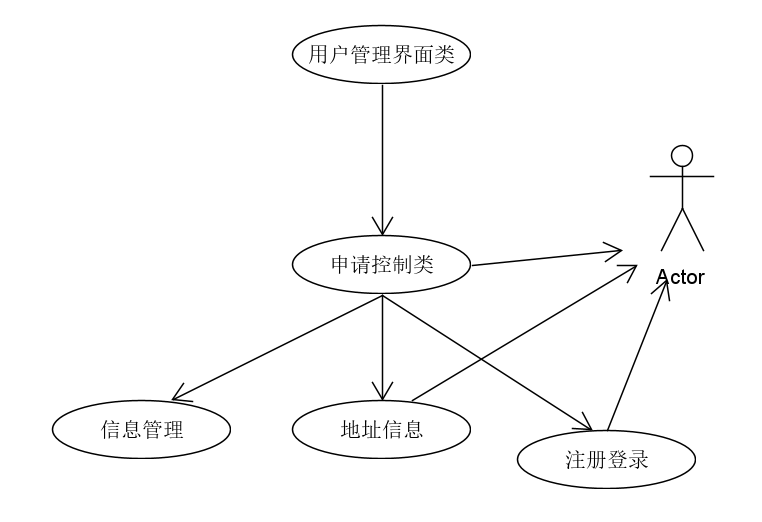 用户管理界面类
申请控制类
Actor
信息管理
地址信息
注册登录